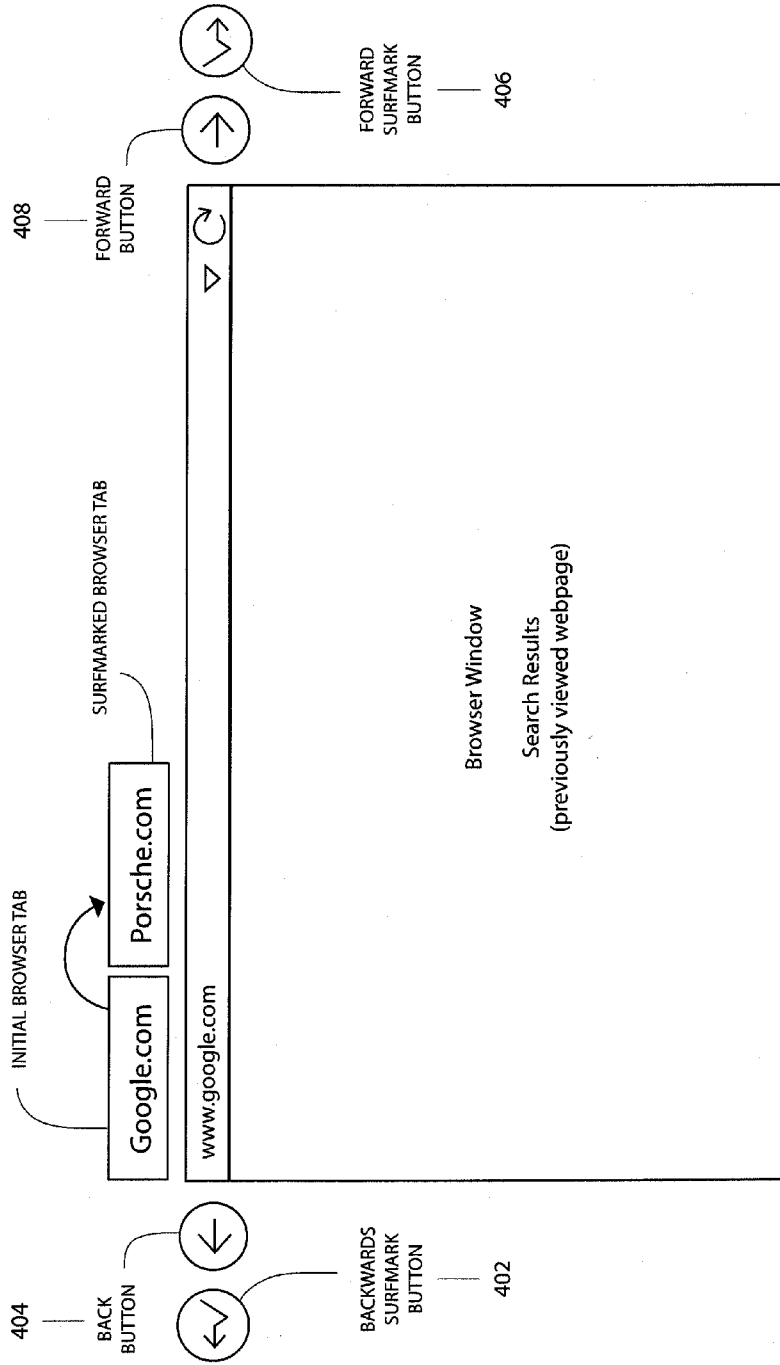 404
BACK
BUTTON
BACKWARDS
SURFMARK
BUTTON
402
INITIAL BROWSER TAB
Google.com
Porsche.com
SURFMARKED BROWSER TAB
www.google.com
Browser Window
Search Results
(previously viewed webpage)
408
FORWARD
BUTTON
FORWARD
SURFMARK
BUTTON
406